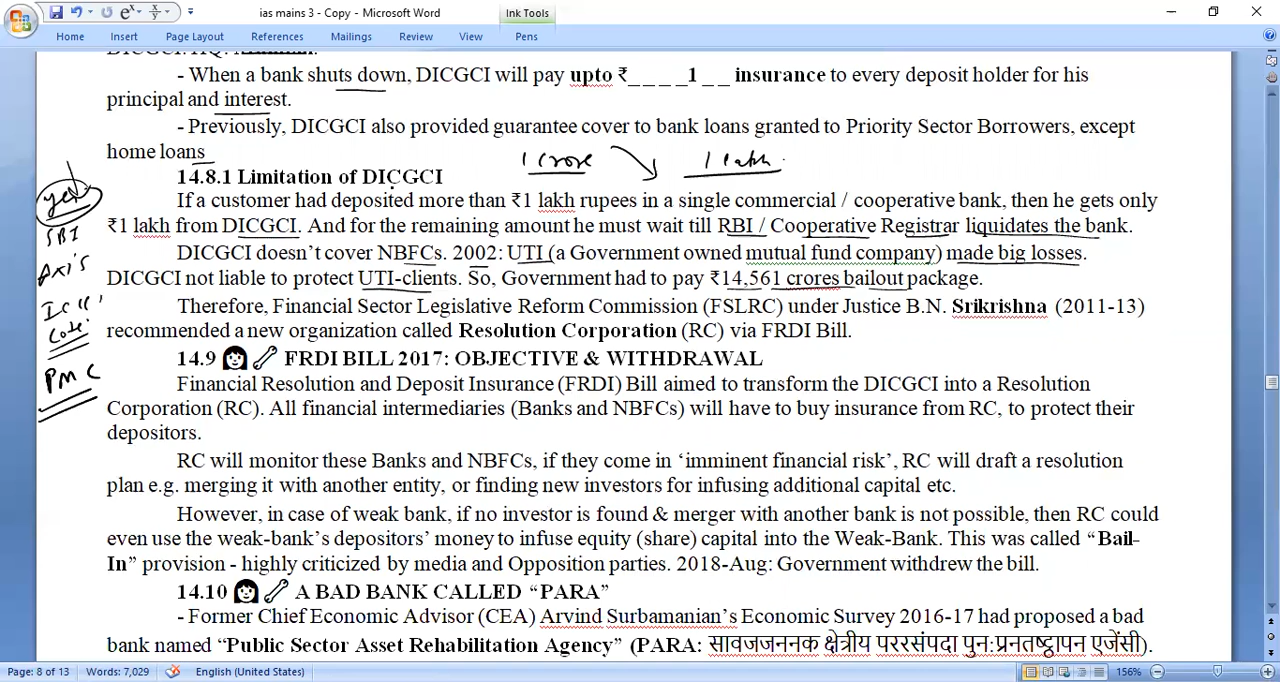 ias mains 3 - Copy - Microsoft Word
Ink Tools
Home Insert Page Layout References Mailings Review View Pens
DICGCI. HQ.
- When a bank shuts down, DICGCI will pay upto ₹____1__ insurance to every deposit holder for his
principal and interest.
- Previously, DICGCI also provided guarantee cover to bank loans granted to Priority Sector Borrowers, except
home loans
1 crore 1 lakh
14.8.1 Limitation of DICGCI
If a customer had deposited more than ₹1 lakh rupees in a single commercial / cooperative bank, then he gets only
₹1 lakh from DICGCI. And for the remaining amount he must wait till RBI / Cooperative Registrar liquidates the bank.
DICGCI doesn't cover NBFCs. 2002: UTI (a Government owned mutual fund company) made big losses.
DICGCI not liable to protect UTI-clients. So, Government had to pay ₹14,561 crores bailout package.
Therefore, Financial Sector Legislative Reform Commission (FSLRC) under Justice B.N. Srikrishna (2011-13)
recommended a new organization called Resolution Corporation (RC) via FRDI Bill.
yes
SBI
Axis
PMC
14.9 FRDI BILL 2017: OBJECTIVE & WITHDRAWAL
Financial Resolution and Deposit Insurance (FRDI) Bill aimed to transform the DICGCI into a Resolution
Corporation (RC). All financial intermediaries (Banks and NBFCs) will have to buy insurance from RC, to protect their
depositors.
RC will monitor these Banks and NBFCs, if they come in 'imminent financial risk', RC will draft a resolution
plan e.g. merging it with another entity, or finding new investors for infusing additional capital etc.
However, in case of weak bank, if no investor is found & merger with another bank is not possible, then RC could
even use the weak-bank's depositors' money to infuse equity (share) capital into the Weak-Bank. This was called "Bail-
In" provision - highly criticized by media and Opposition parties. 2018-Aug: Government withdrew the bill.
14.10 A BAD BANK CALLED "PARA"
- Former Chief Economic Advisor (CEA) Arvind Surbamanian's Economic Survey 2016-17 had proposed a bad
bank named "Public Sector Asset Rehabilitation Agency" (PARA: सावजजननक क्षेत्रीय पररसंपदा पुन:प्रनतष्ठापन एजेंसी).
Page: 8 of 13 Words: 7,029 English (United States) 156%